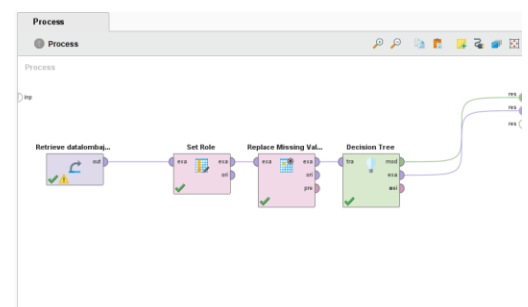 Process
Process
Process
inp
res
res
res
Retrieve datalombaj...
Set Role
Replace Missing Val...
Decision Tree
out
exa
exa
ori
exa
exa
ori
pre
tra
mod
exa
wei